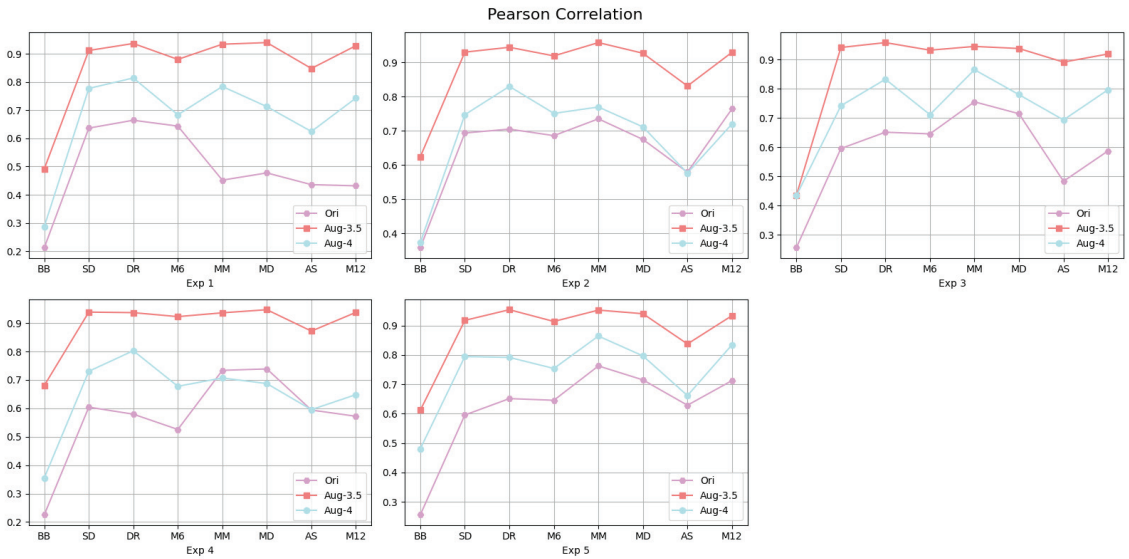 Pearson Correlation
0.9
0.8
0.7
0.6
0.5
0.4
0.3
0.2
Ori
Aug-3.5
Aug-4
BB SD DR M6 MM MD AS M12
Exp 1
0.9
0.8
0.7
0.6
0.5
0.4
Ori
Aug-3.5
Aug-4
BB SD DR M6 MM MD AS M12
Exp 2
0.9
0.8
0.7
0.6
0.5
0.4
0.3
Ori
Aug-3.5
Aug-4
BB SD DR M6 MM MD AS M12
Exp 3
0.9
0.8
0.7
0.6
0.5
0.4
0.3
0.2
Ori
Aug-3.5
Aug-4
BB SD DR M6 MM MD AS M12
Exp 4
0.9
0.8
0.7
0.6
0.5
0.4
0.3
Ori
Aug-3.5
Aug-4
BB SD DR M6 MM MD AS M12
Exp 5